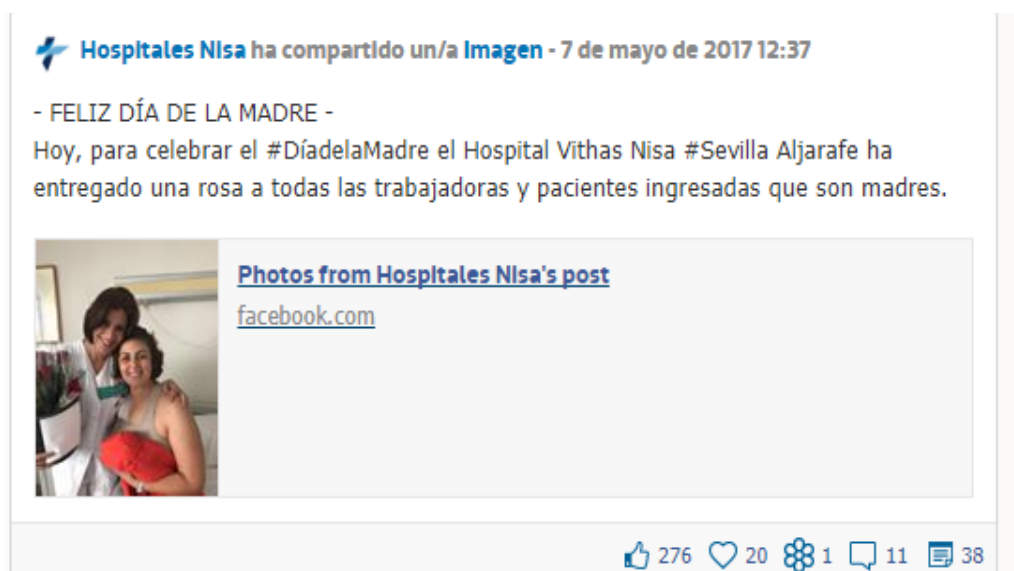 Hospitales Nisa ha compartido un/a Imagen - 7 de mayo de 2017 12:37
- FELIZ DÍA DE LA MADRE -
Hoy, para celebrar el #DíadelaMadre el Hospital Vithas Nisa #Sevilla Aljarafe ha
entregado una rosa a todas las trabajadoras y pacientes ingresadas que son madres.
Photos from Hospitales Nisa's post
facebook.com
276 20 1 11 38